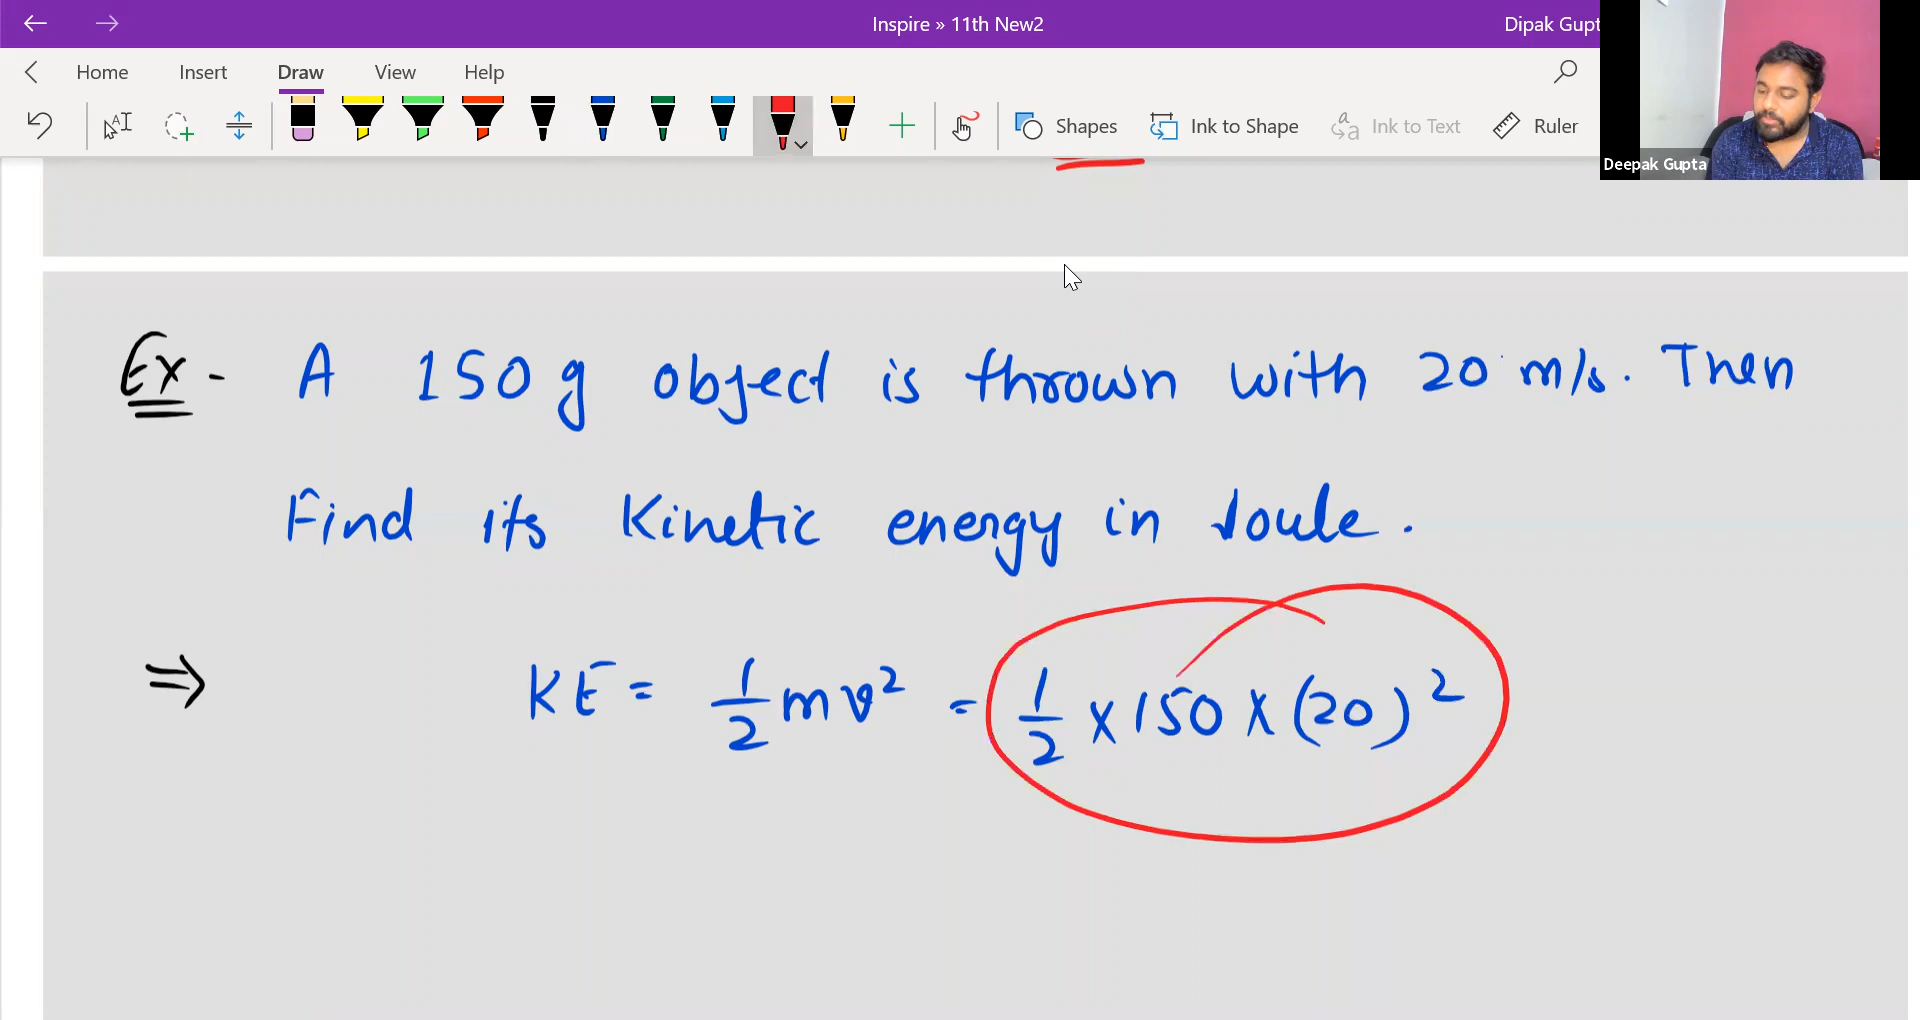 Inspire » 11th New2
Dipak Gupt
Home Insert Draw View Help
Shapes Ink to Shape Ink to Text Ruler
Deepak Gupta
Ex - A 150 g object is thrown with 20 m/s. Then
Find its Kinetic energy in Joule.
⇒ KE = 1/2 mv² = 1/2 × 150 × (20)²